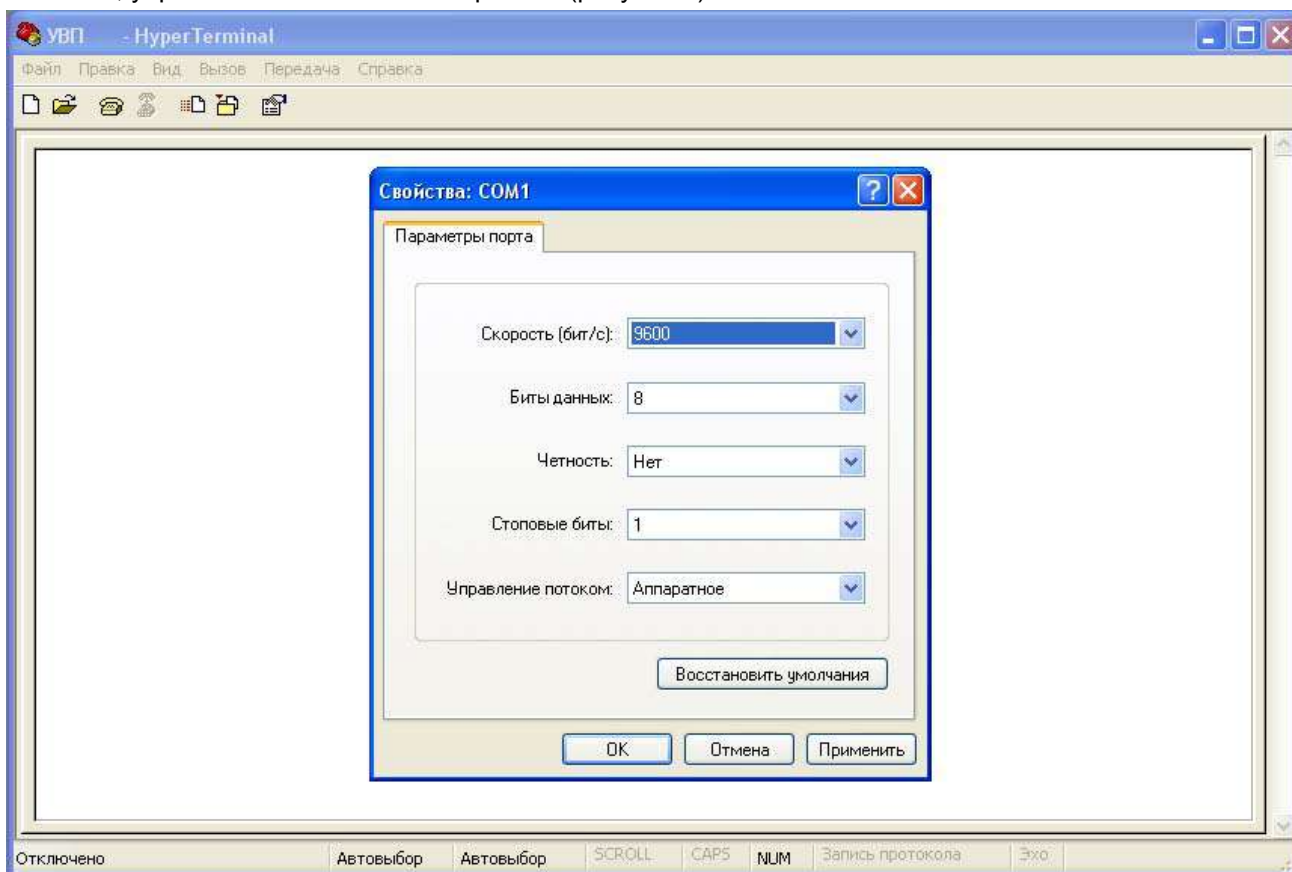 УВП - HyperTerminal
Файл Правка Вид Вызов Передача Справка
Свойства: COM1
Параметры порта
Скорость (бит/с): 9600
Биты данных: 8
Четность: Нет
Стоповые биты: 1
Управление потоком: Аппаратное
Восстановить умолчания
OK Отмена Применить
Отключено Автовыбор Автовыбор SCROLL CAPS NUM Запись протокола Эхо